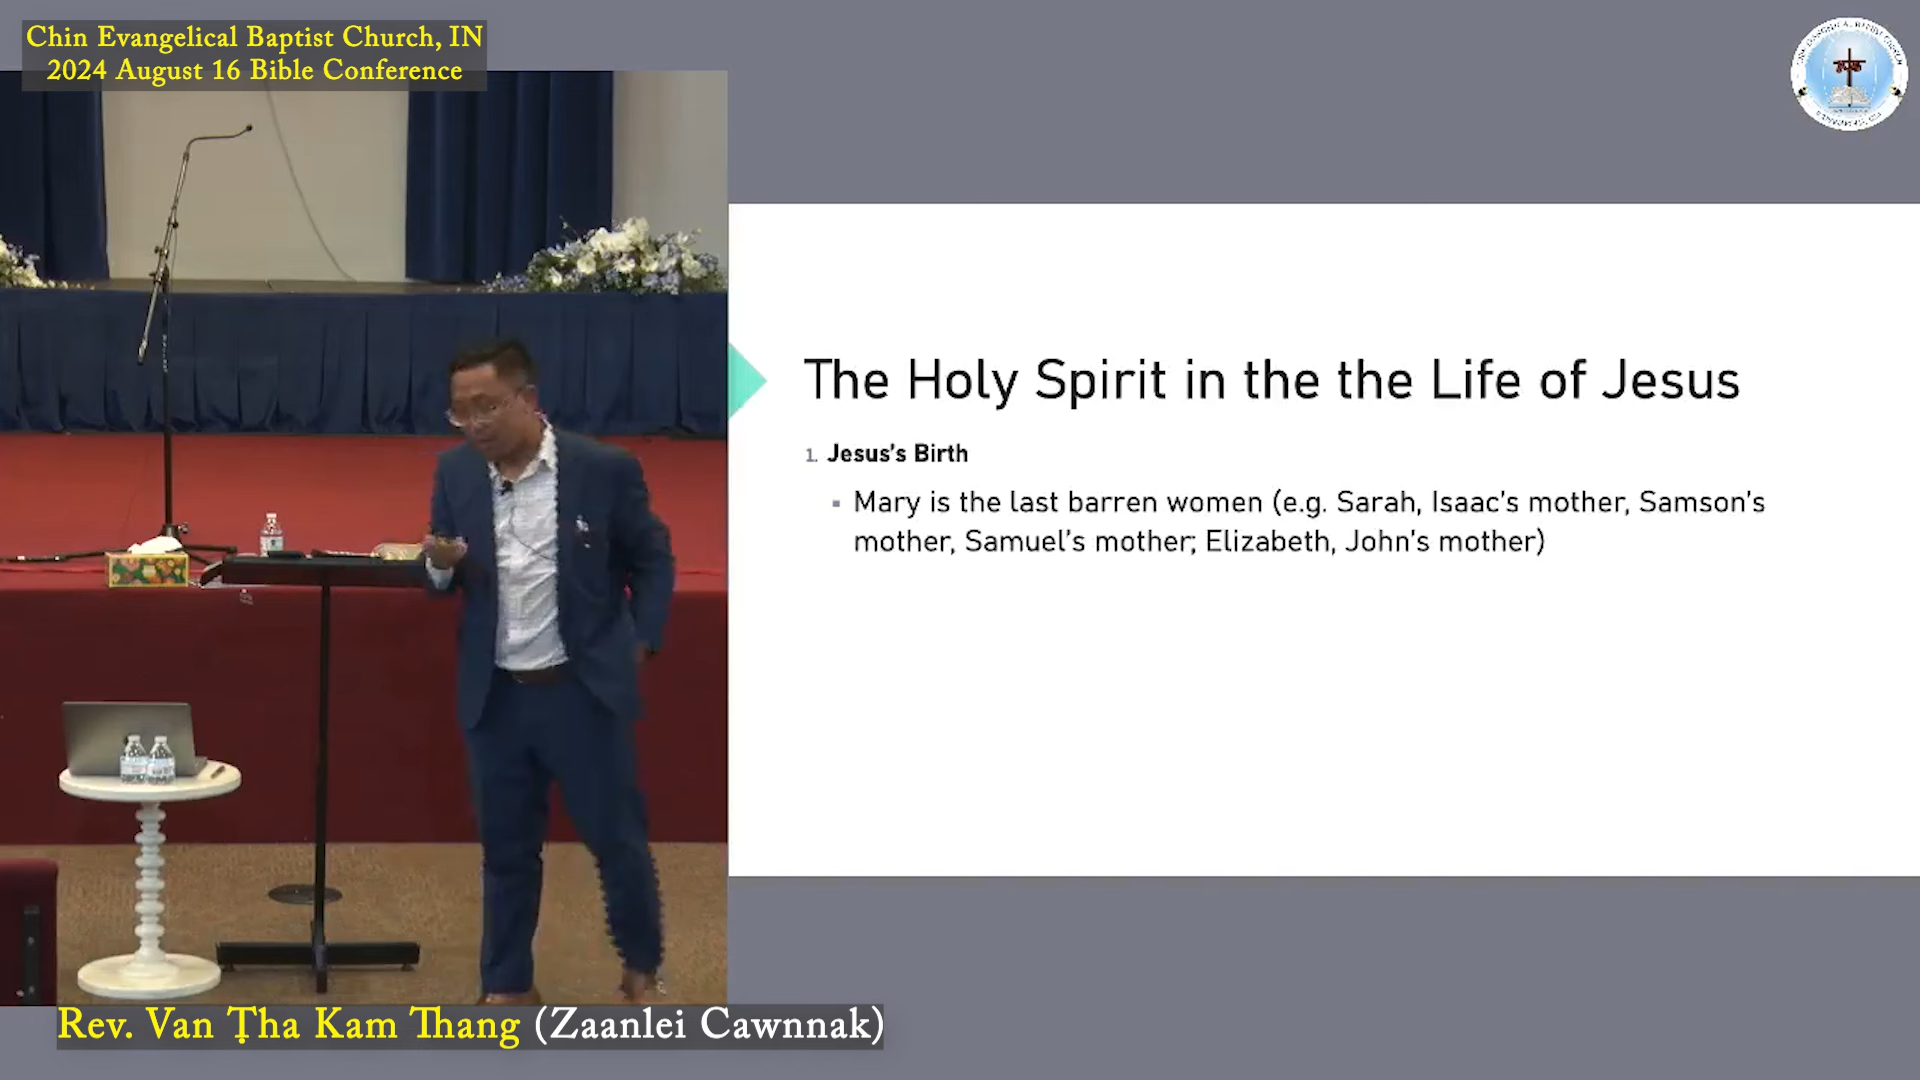 Chin Evangelical Baptist Church, IN
2024 August 16 Bible Conference
The Holy Spirit in the the Life of Jesus
1. Jesus's Birth
▪ Mary is the last barren women (e.g. Sarah, Isaac's mother, Samson's
mother, Samuel's mother; Elizabeth, John's mother)
Rev. Van Ṭha Kam Thang (Zaanlei Cawnnak)